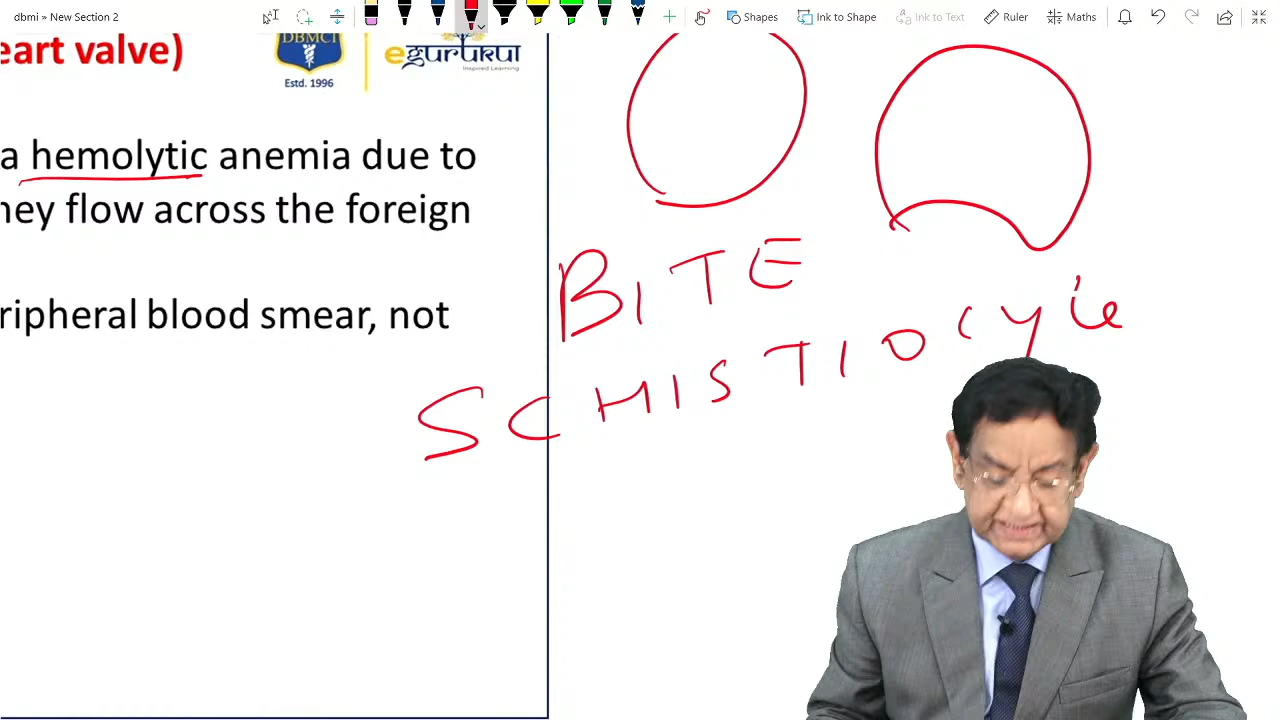 dbmi » New Section 2
Shapes
Ink to Shape
Ink to Text
Ruler
Maths
eart valve)
DBMCI
Estd. 1996
egurukul
Inspired Learning
a hemolytic anemia due to
hey flow across the foreign
ripheral blood smear, not
BITE
SCHISTIOCYte